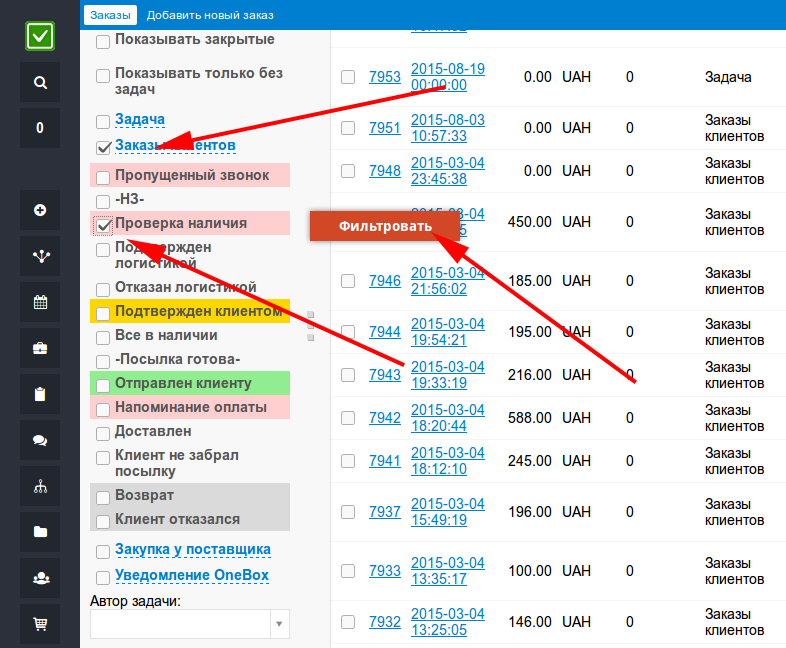 Заказы Добавить новый заказ
0
Показывать закрытые
Показывать только без
задач
Задача
Заказы клиентов
Пропущенный звонок
-НЗ-
Проверка наличия
Подтвержден
логистикой
Отказан логистикой
Подтвержден клиентом
Все в наличии
-Посылка готова-
Отправлен клиенту
Напоминание оплаты
Доставлен
Клиент не забрал
посылку
Возврат
Клиент отказался
Закупка у поставщика
Уведомление OneBox
Автор задачи:
Фильтровать
7953 2015-08-19 0.00 UAH 0 Задача
00:00:00
7951 2015-08-03 0.00 UAH 0 Заказы
10:57:33 клиентов
7948 2015-03-04 0.00 UAH 0 Заказы
23:45:38 клиентов
450.00 UAH 0 Заказы
клиентов
7946 2015-03-04 185.00 UAH 0 Заказы
21:56:02 клиентов
7944 2015-03-04 195.00 UAH 0 Заказы
19:54:21 клиентов
7943 2015-03-04 216.00 UAH 0 Заказы
19:33:19 клиентов
7942 2015-03-04 588.00 UAH 0 Заказы
18:20:44 клиентов
7941 2015-03-04 245.00 UAH 0 Заказы
18:12:10 клиентов
7937 2015-03-04 196.00 UAH 0 Заказы
15:49:19 клиентов
7933 2015-03-04 100.00 UAH 0 Заказы
13:35:17 клиентов
7932 2015-03-04 146.00 UAH 0 Заказы
13:25:05 клиентов